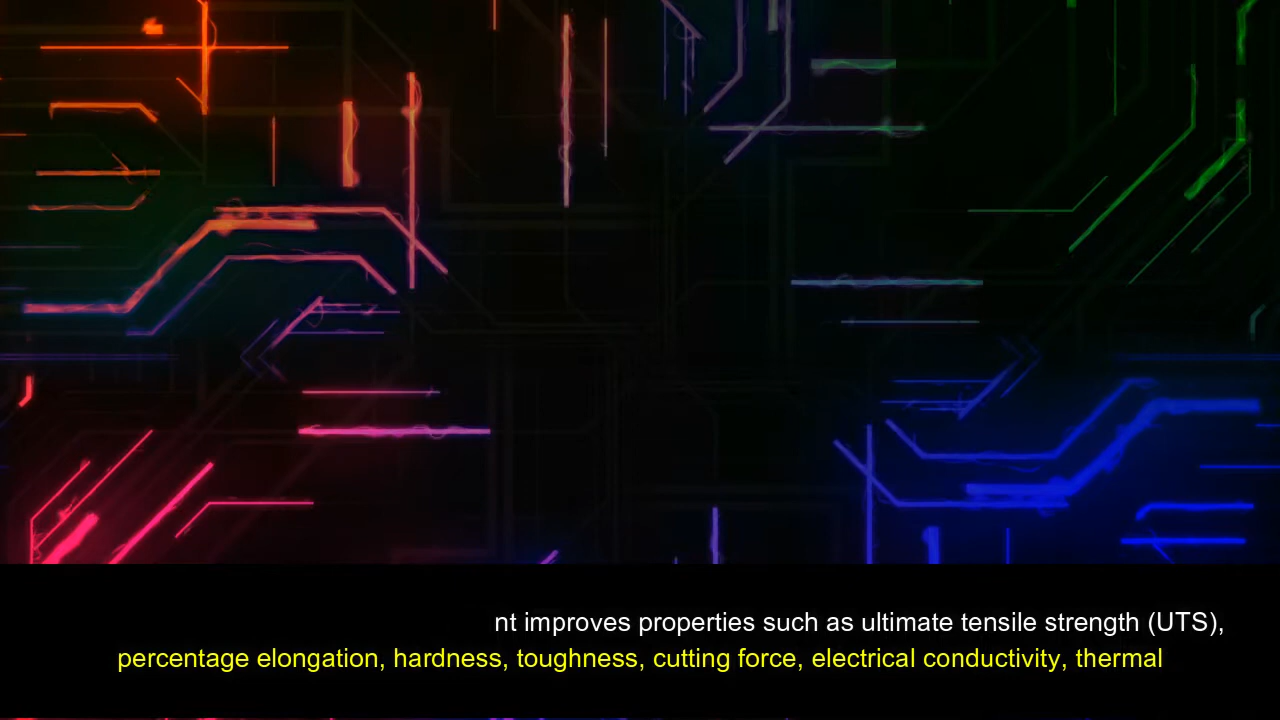 nt improves properties such as ultimate tensile strength (UTS),
percentage elongation, hardness, toughness, cutting force, electrical conductivity, thermal